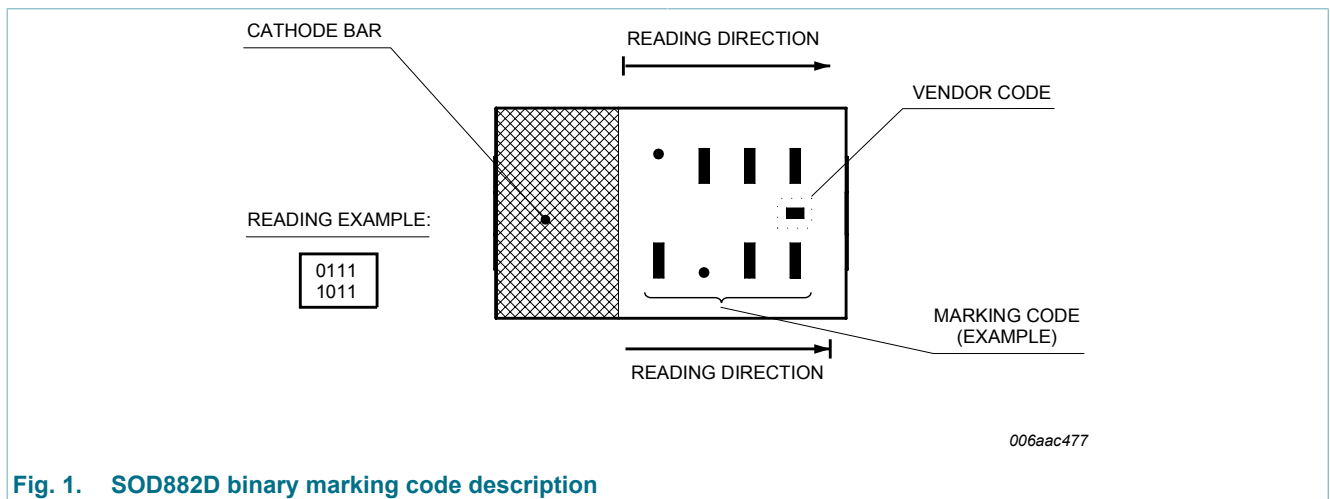 CATHODE BAR
READING DIRECTION
VENDOR CODE
READING EXAMPLE:
0111
1011
MARKING CODE
(EXAMPLE)
READING DIRECTION
006aac477
Fig. 1. SOD882D binary marking code description